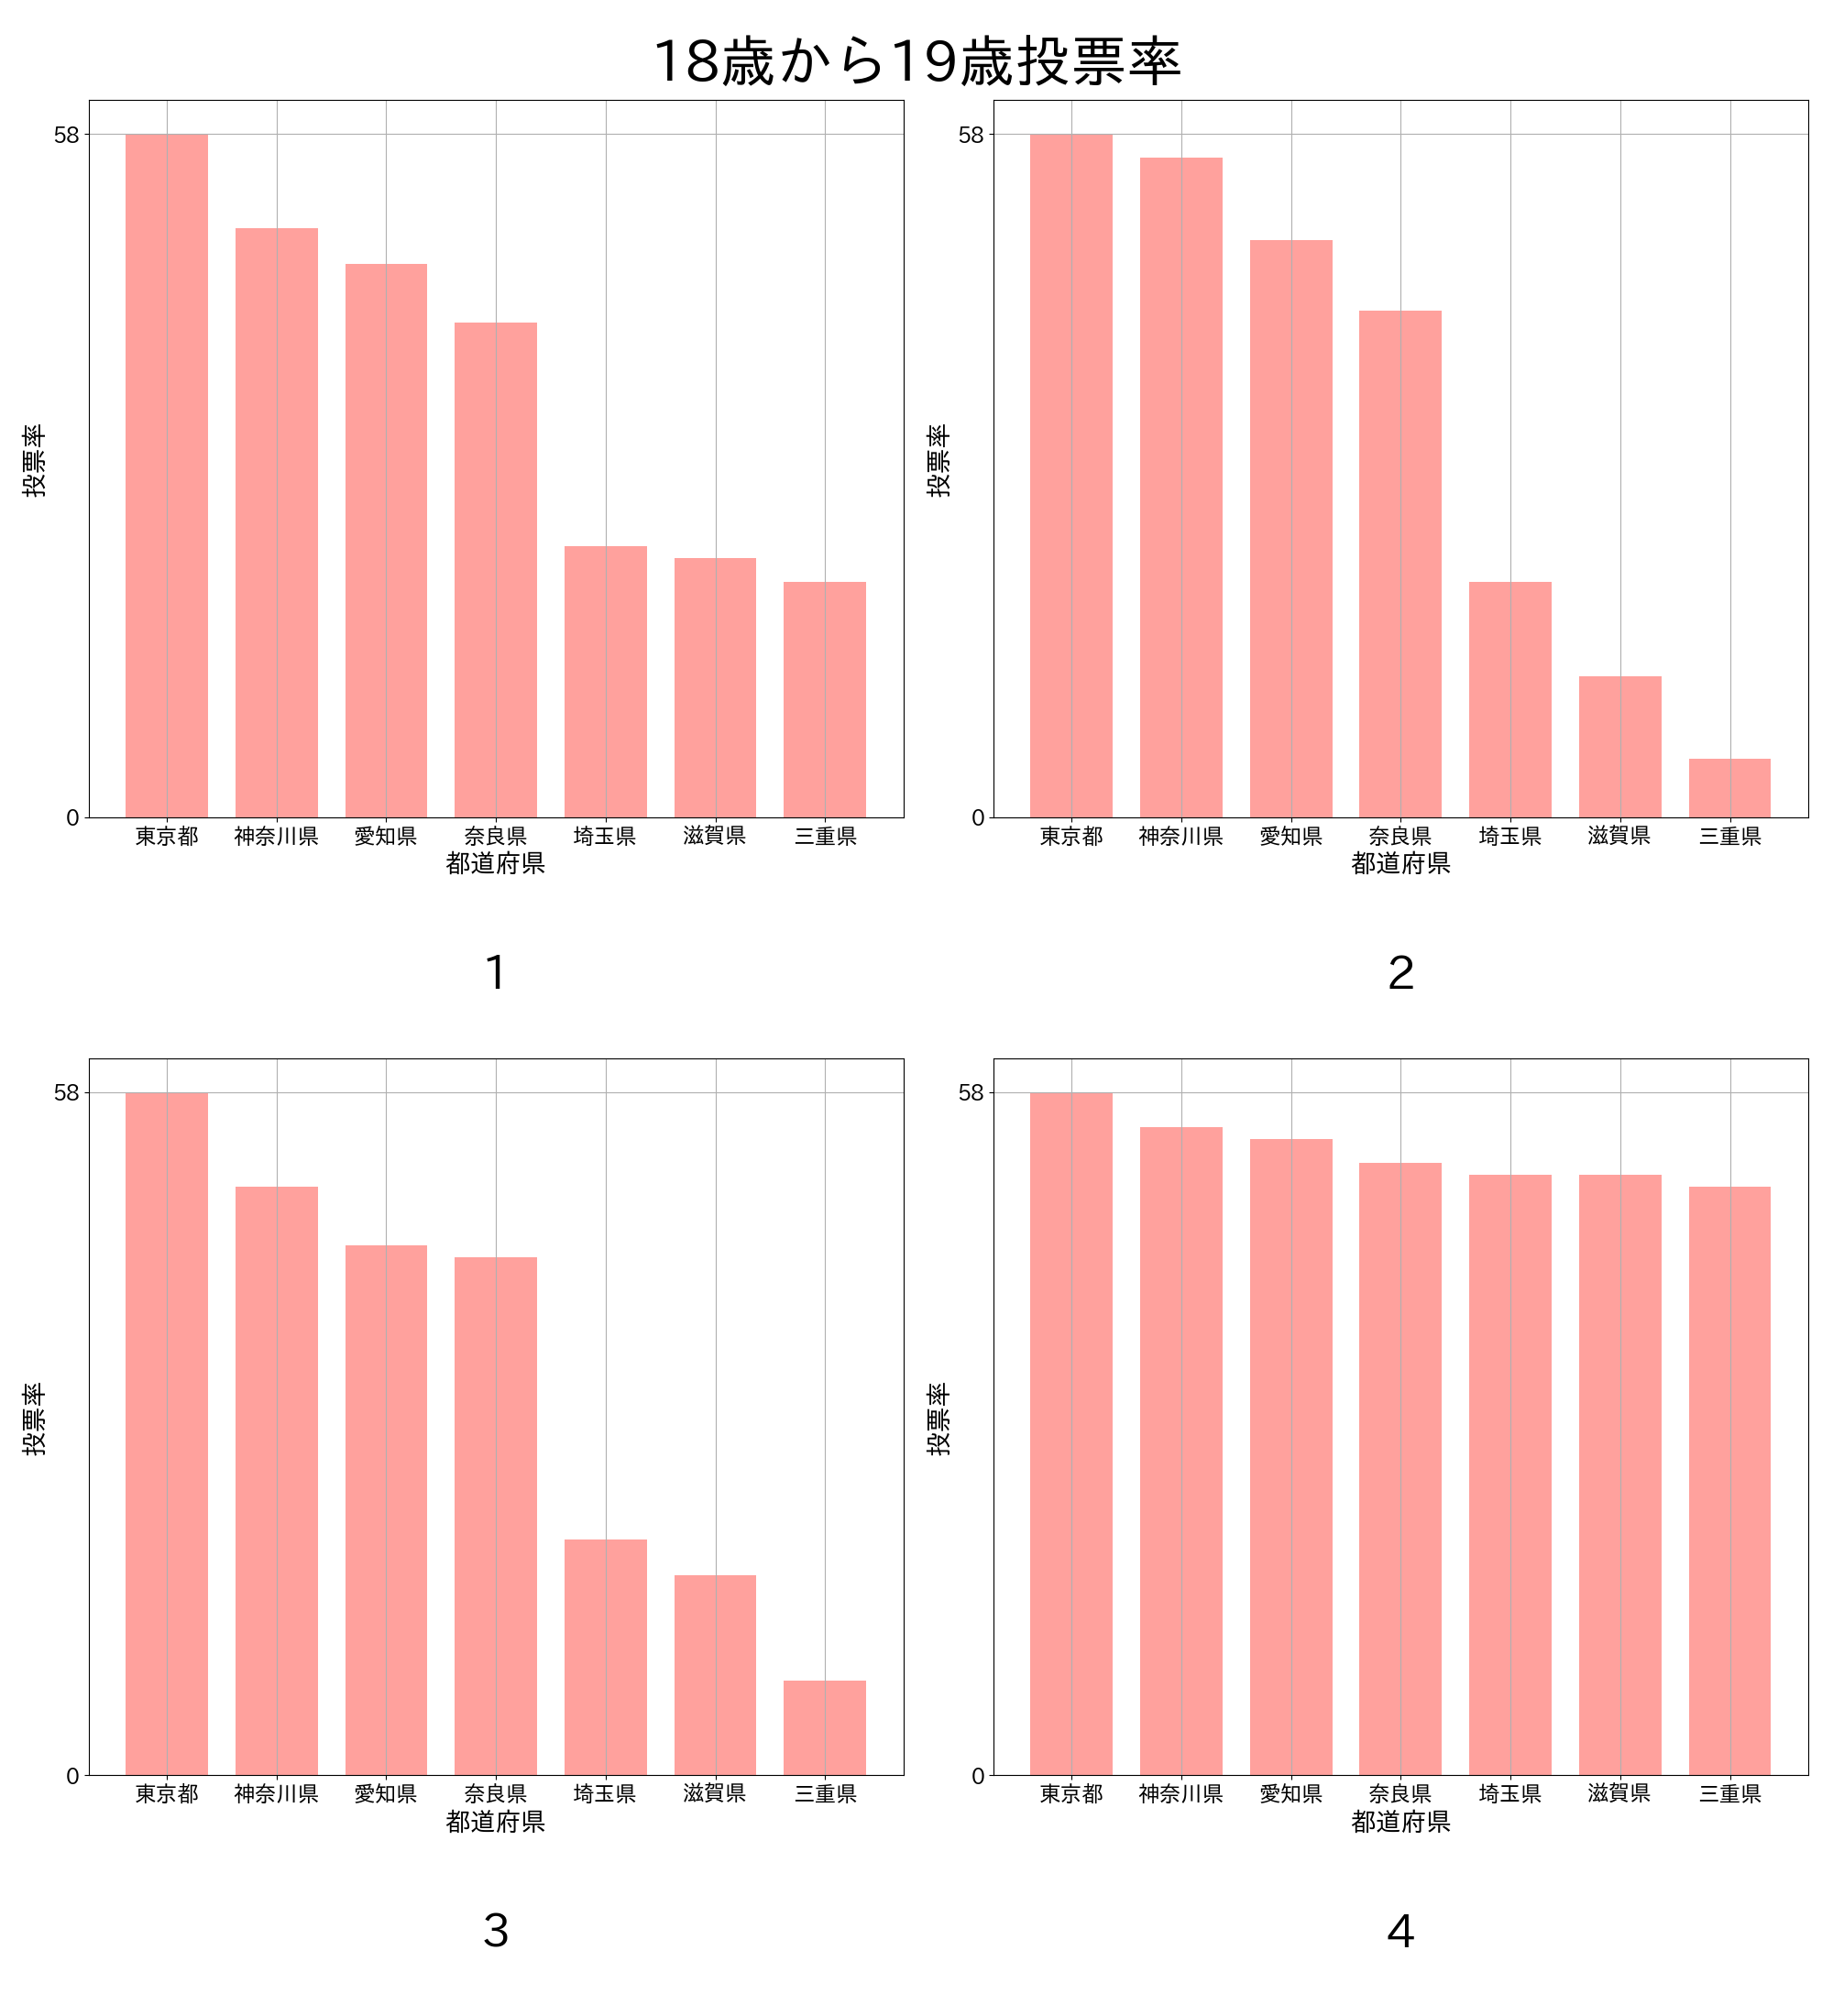 18歳から19歳投票率
58
0
投票率
東京都 神奈川県 愛知県 奈良県 埼玉県 滋賀県 三重県
都道府県
1
58
0
投票率
東京都 神奈川県 愛知県 奈良県 埼玉県 滋賀県 三重県
都道府県
2
58
0
投票率
東京都 神奈川県 愛知県 奈良県 埼玉県 滋賀県 三重県
都道府県
3
58
0
投票率
東京都 神奈川県 愛知県 奈良県 埼玉県 滋賀県 三重県
都道府県
4